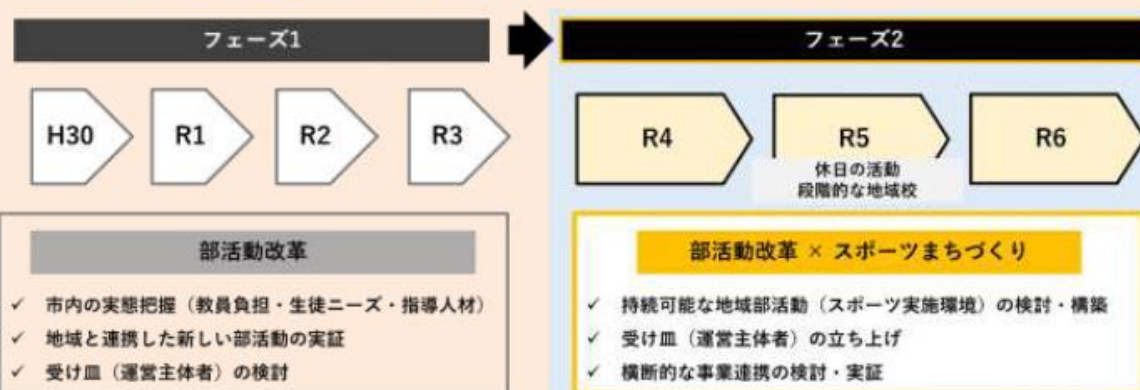 フェーズ1
H30
R1
R2
R3
部活動改革
✓ 市内の実態把握（教員負担・生徒ニーズ・指導人材）
✓ 地域と連携した新しい部活動の実証
✓ 受け皿（運営主体者）の検討
フェーズ2
R4
R5
休日の活動
段階的な地域校
R6
部活動改革 × スポーツまちづくり
✓ 持続可能な地域部活動（スポーツ実施環境）の検討・構築
✓ 受け皿（運営主体者）の立ち上げ
✓ 横断的な事業連携の検討・実証